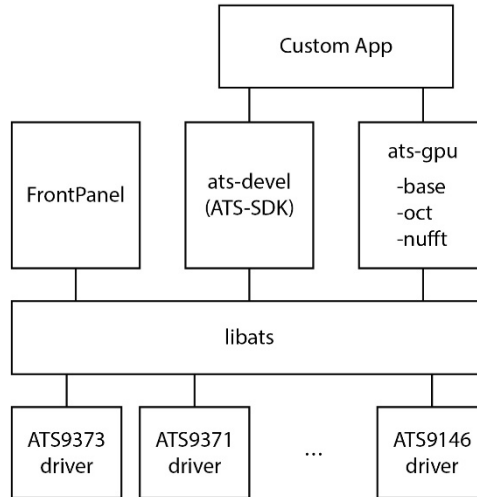 Custom App
FrontPanel
ats-devel
(ATS-SDK)
ats-gpu
-base
-oct
-nufft
libats
ATS9373
driver
ATS9371
driver
...
ATS9146
driver